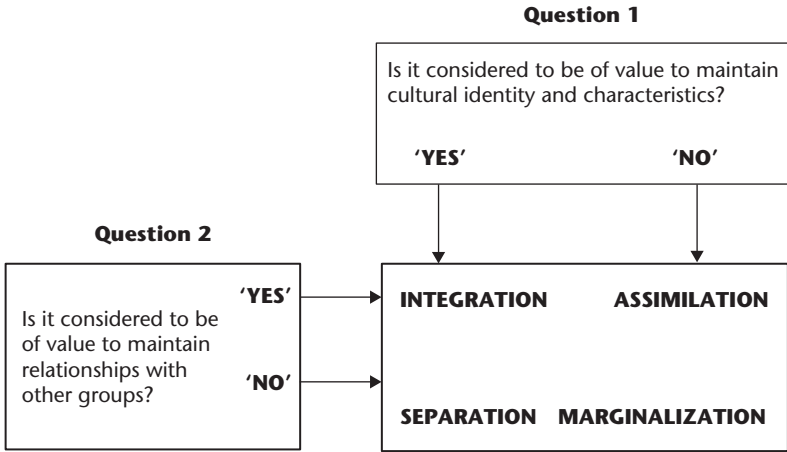 Question 1
Is it considered to be of value to maintain
cultural identity and characteristics?
‘YES’ ‘NO’
Question 2
‘YES’
Is it considered to be
of value to maintain
relationships with
other groups?
‘NO’
INTEGRATION ASSIMILATION
SEPARATION MARGINALIZATION